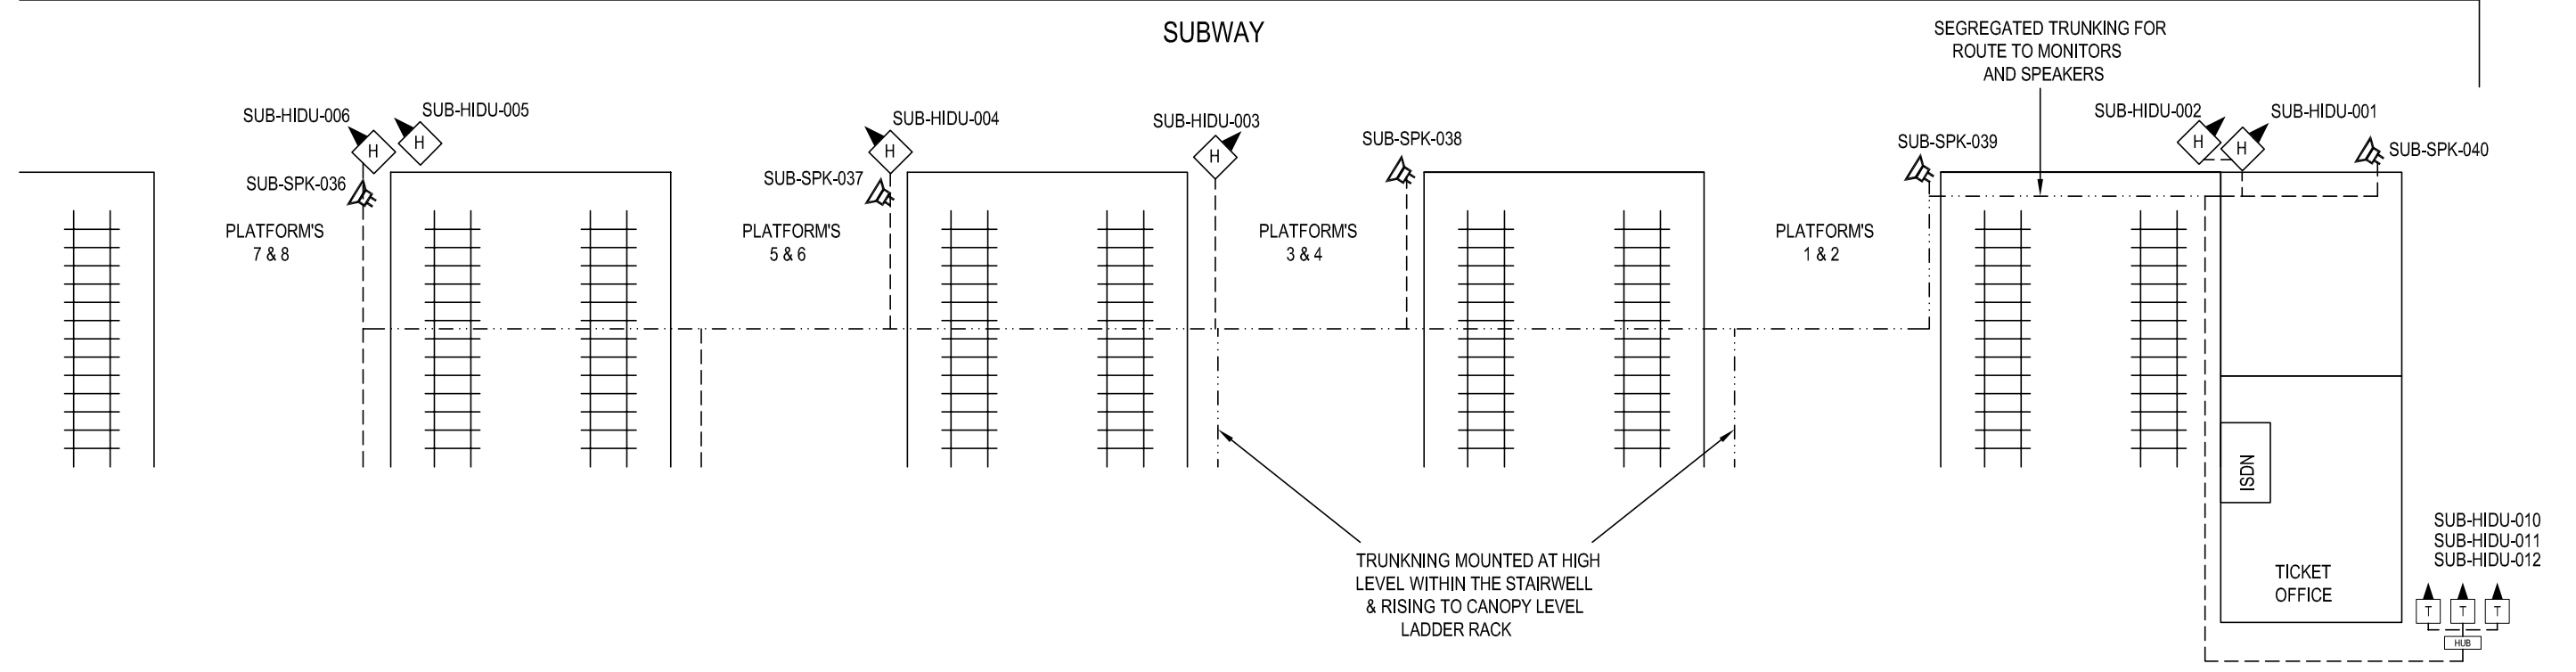 SUBWAY
SEGREGATED TRUNKING FOR
ROUTE TO MONITORS
AND SPEAKERS
SUB-HIDU-006
SUB-HIDU-005
SUB-HIDU-004
SUB-HIDU-003
SUB-HIDU-002
SUB-HIDU-001
H
H
H
H
H
H
SUB-SPK-036
SUB-SPK-037
SUB-SPK-038
SUB-SPK-039
SUB-SPK-040
PLATFORM'S
7 & 8
PLATFORM'S
5 & 6
PLATFORM'S
3 & 4
PLATFORM'S
1 & 2
ISDN
TRUNKNING MOUNTED AT HIGH
LEVEL WITHIN THE STAIRWELL
& RISING TO CANOPY LEVEL
LADDER RACK
TICKET
OFFICE
SUB-HIDU-010
SUB-HIDU-011
SUB-HIDU-012
T
T
T
HUB